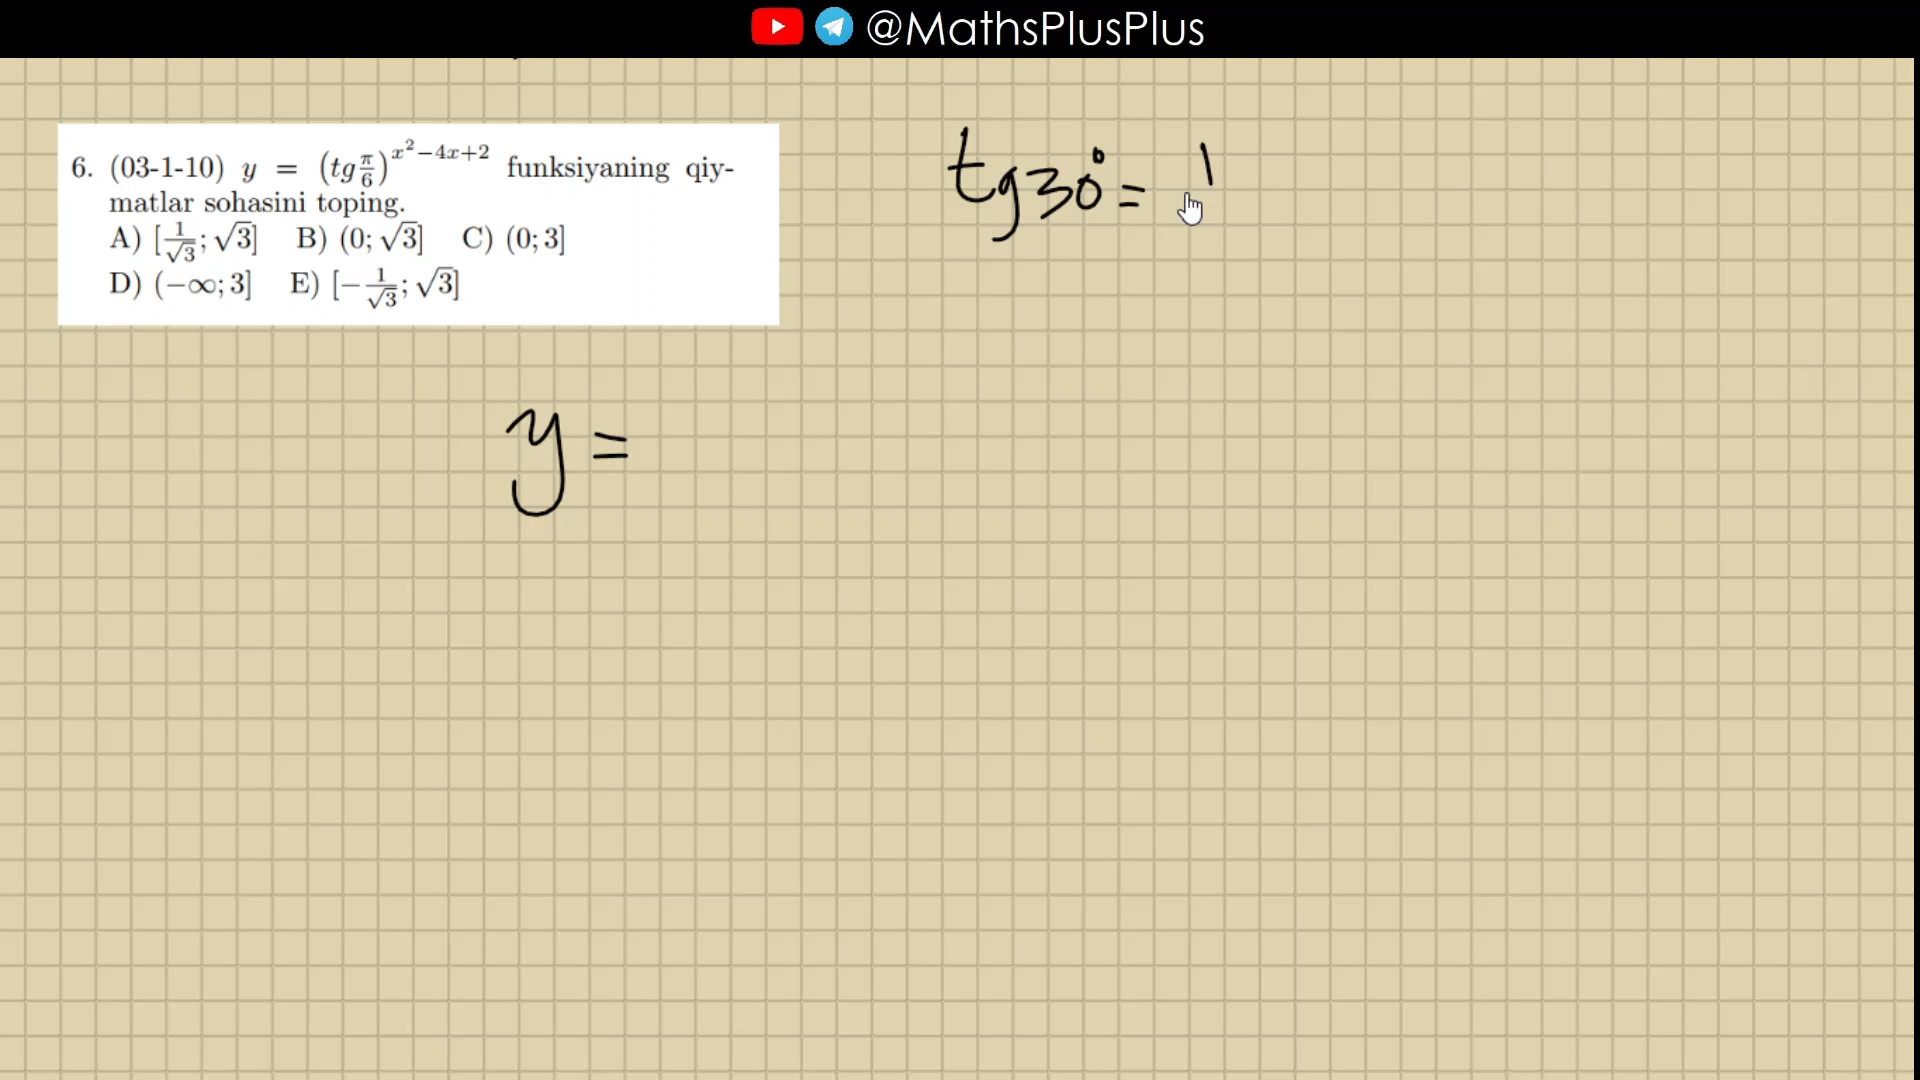 @MathsPlusPlus
6. (03-1-10) y = (tg π/6)^{x²−4x+2} funksiyaning qiy-
matlar sohasini toping.
A) [1/√3; √3] B) (0; √3] C) (0; 3]
D) (−∞; 3] E) [−1/√3; √3]
tg30° = 1
y =